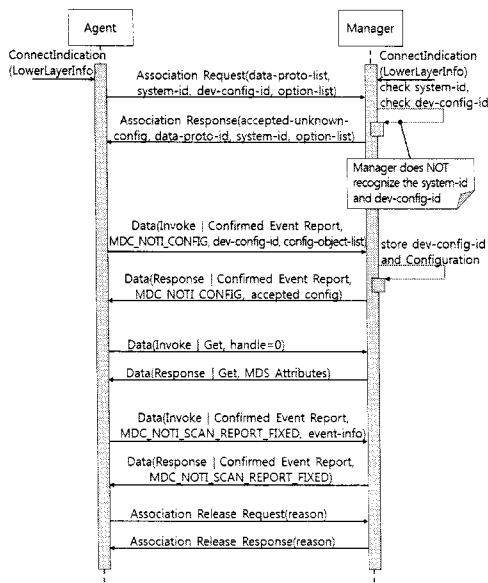 Agent
Manager
ConnectIndication
(LowerLayerInfo)
ConnectIndication
(LowerLayerInfo)
check system-id,
check dev-config-id
Association Request(data-proto-list,
system-id, dev-config-id, option-list)
Association Response(accepted-unknown-
config, data-proto-id, system-id, option-list)
Manager does NOT
recognize the system-id
and dev-config-id
Data(Invoke | Confirmed Event Report,
MDC_NOTI_CONFIG, dev-config-id, config-object-list)
store dev-config-id
and Configuration
Data(Response | Confirmed Event Report,
MDC_NOTI_CONFIG, accepted config)
Data(Invoke | Get, handle=0)
Data(Response | Get, MDS Attributes)
Data(Invoke | Confirmed Event Report,
MDC_NOTI_SCAN_REPORT_FIXED, event-info)
Data(Response | Confirmed Event Report,
MDC_NOTI_SCAN_REPORT_FIXED)
Association Release Request(reason)
Association Release Response(reason)